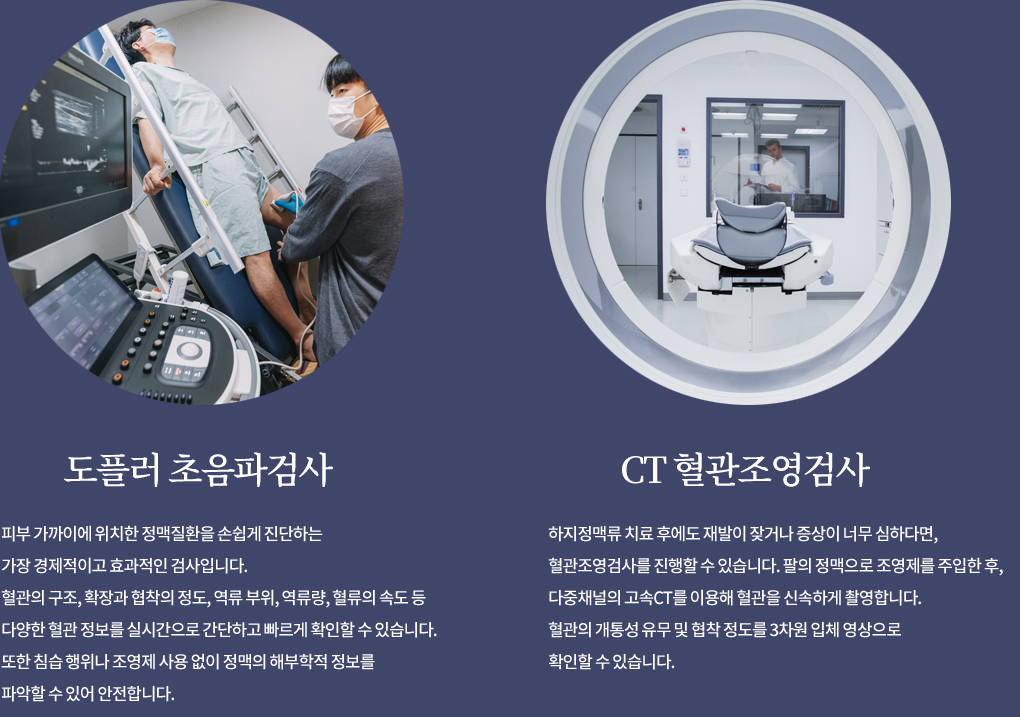 도플러 초음파검사
피부 가까이에 위치한 정맥질환을 손쉽게 진단하는
가장 경제적이고 효과적인 검사입니다.
혈관의 구조, 확장과 협착의 정도, 역류 부위, 역류량, 혈류의 속도 등
다양한 혈관 정보를 실시간으로 간단하고 빠르게 확인할 수 있습니다.
또한 침습 행위나 조영제 사용 없이 정맥의 해부학적 정보를
파악할 수 있어 안전합니다.
CT 혈관조영검사
하지정맥류 치료 후에도 재발이 잦거나 증상이 너무 심하다면,
혈관조영검사를 진행할 수 있습니다. 팔의 정맥으로 조영제를 주입한 후,
다중채널의 고속CT를 이용해 혈관을 신속하게 촬영합니다.
혈관의 개통성 유무 및 협착 정도를 3차원 입체 영상으로
확인할 수 있습니다.